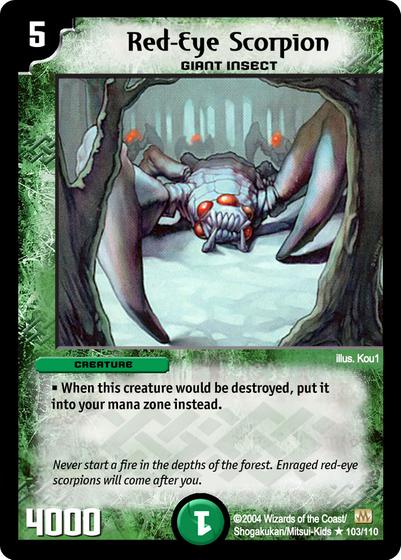 5
Red-Eye Scorpion
GIANT INSECT
illus. Kou1
CREATURE
▪ When this creature would be destroyed, put it
into your mana zone instead.
Never start a fire in the depths of the forest. Enraged red-eye
scorpions will come after you.
4000
1
©2004 Wizards of the Coast/
Shogakukan/Mitsui-Kids ★ 103/110